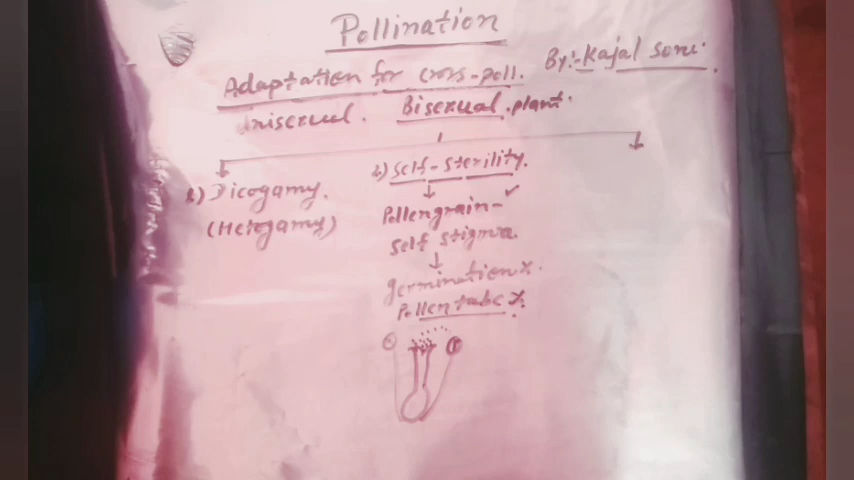 Pollination
By:- Kajal Soni.
Adaptation for cross-poll.
Unisexual. Bisexual. plant.
1) Dicogamy.
(Hetogamy)
2) Self-sterility.
Pollengrain- ✓
self stigma.
germination x.
Pollen tube x.